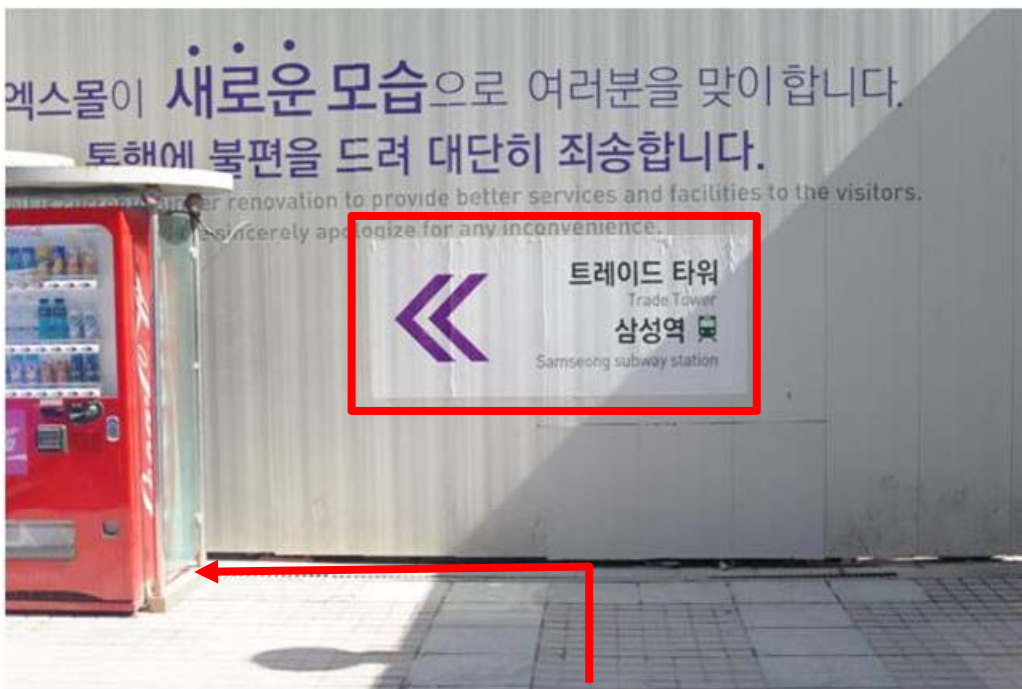 엑스몰이 새로운 모습으로 여러분을 맞이합니다.
통행에 불편을 드려 대단히 죄송합니다.
renovation to provide better services and facilities to the visitors.
sincerely apologize for any inconvenience.
트레이드 타워
Trade Tower
삼성역
Samseong subway station